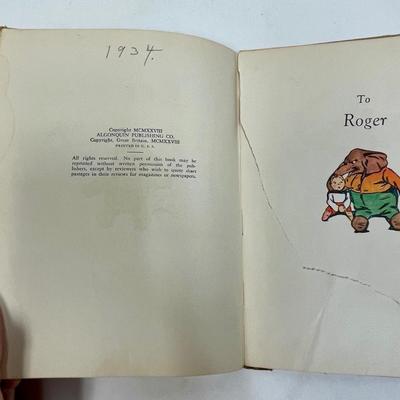 1934.
Copyright MCMXXVIII
ALGONQUIN PUBLISHING CO.
Copyright, Great Britain, MCMXXVIII
PRINTED IN U. S. A.
All rights reserved. No part of this book may be
reprinted without written permission of the pub-
lishers, except by reviewers who wish to quote short
passages in their reviews for magazines or newspapers.
To
Roger